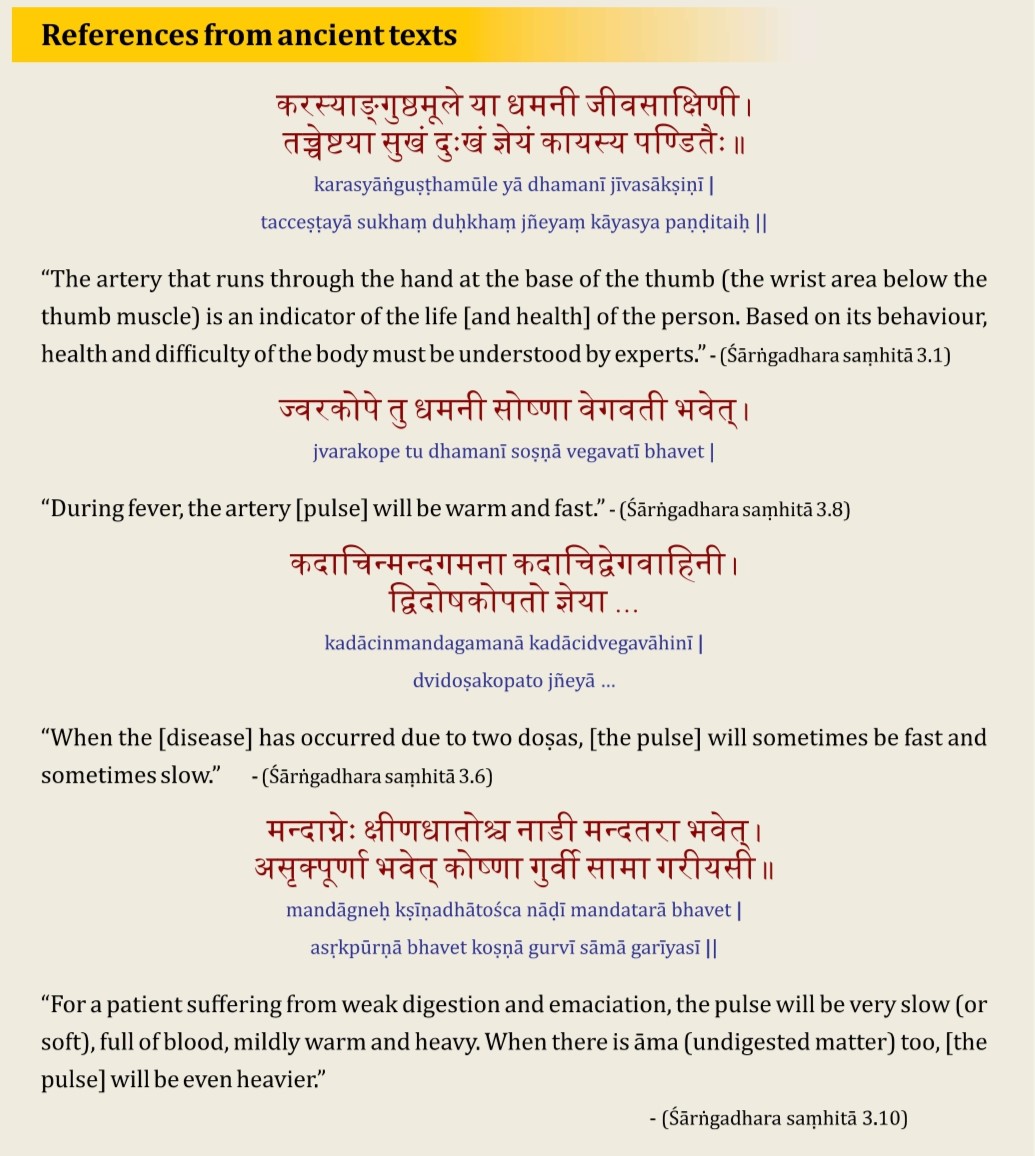 References from ancient texts
करस्याङ्गुष्ठमूले या धमनी जीवसाक्षिणी।
तच्चेष्टया सुखं दुःखं ज्ञेयं कायस्य पण्डितैः॥
karasyāṅguṣṭhamūle yā dhamanī jīvasākṣiṇī |
tacceṣṭayā sukhaṃ duḥkhaṃ jñeyaṃ kāyasya paṇḍitaiḥ ||
“The artery that runs through the hand at the base of the thumb (the wrist area below the
thumb muscle) is an indicator of the life [and health] of the person. Based on its behaviour,
health and difficulty of the body must be understood by experts.” - (Śārṅgadhara saṃhitā 3.1)
ज्वरकोपे तु धमनी सोष्णा वेगवती भवेत्।
jvarakope tu dhamanī soṣṇā vegavatī bhavet |
“During fever, the artery [pulse] will be warm and fast.” - (Śārṅgadhara saṃhitā 3.8)
कदाचिन्मन्दगमना कदाचिद्वेगवाहिनी।
द्विदोषकोपतो ज्ञेया ...
kadācinmandagamanā kadācidvegavāhinī |
dvidoṣakopato jñeyā ...
“When the [disease] has occurred due to two doṣas, [the pulse] will sometimes be fast and
sometimes slow.” - (Śārṅgadhara saṃhitā 3.6)
मन्दाग्नेः क्षीणधातोश्च नाडी मन्दतरा भवेत्।
असृक्पूर्णा भवेत् कोष्णा गुर्वी सामा गरीयसी॥
mandāgneḥ kṣīṇadhātośca nāḍī mandatarā bhavet |
asṛkpūrṇā bhavet koṣṇā gurvī sāmā garīyasī ||
“For a patient suffering from weak digestion and emaciation, the pulse will be very slow (or
soft), full of blood, mildly warm and heavy. When there is āma (undigested matter) too, [the
pulse] will be even heavier.”
- (Śārṅgadhara saṃhitā 3.10)